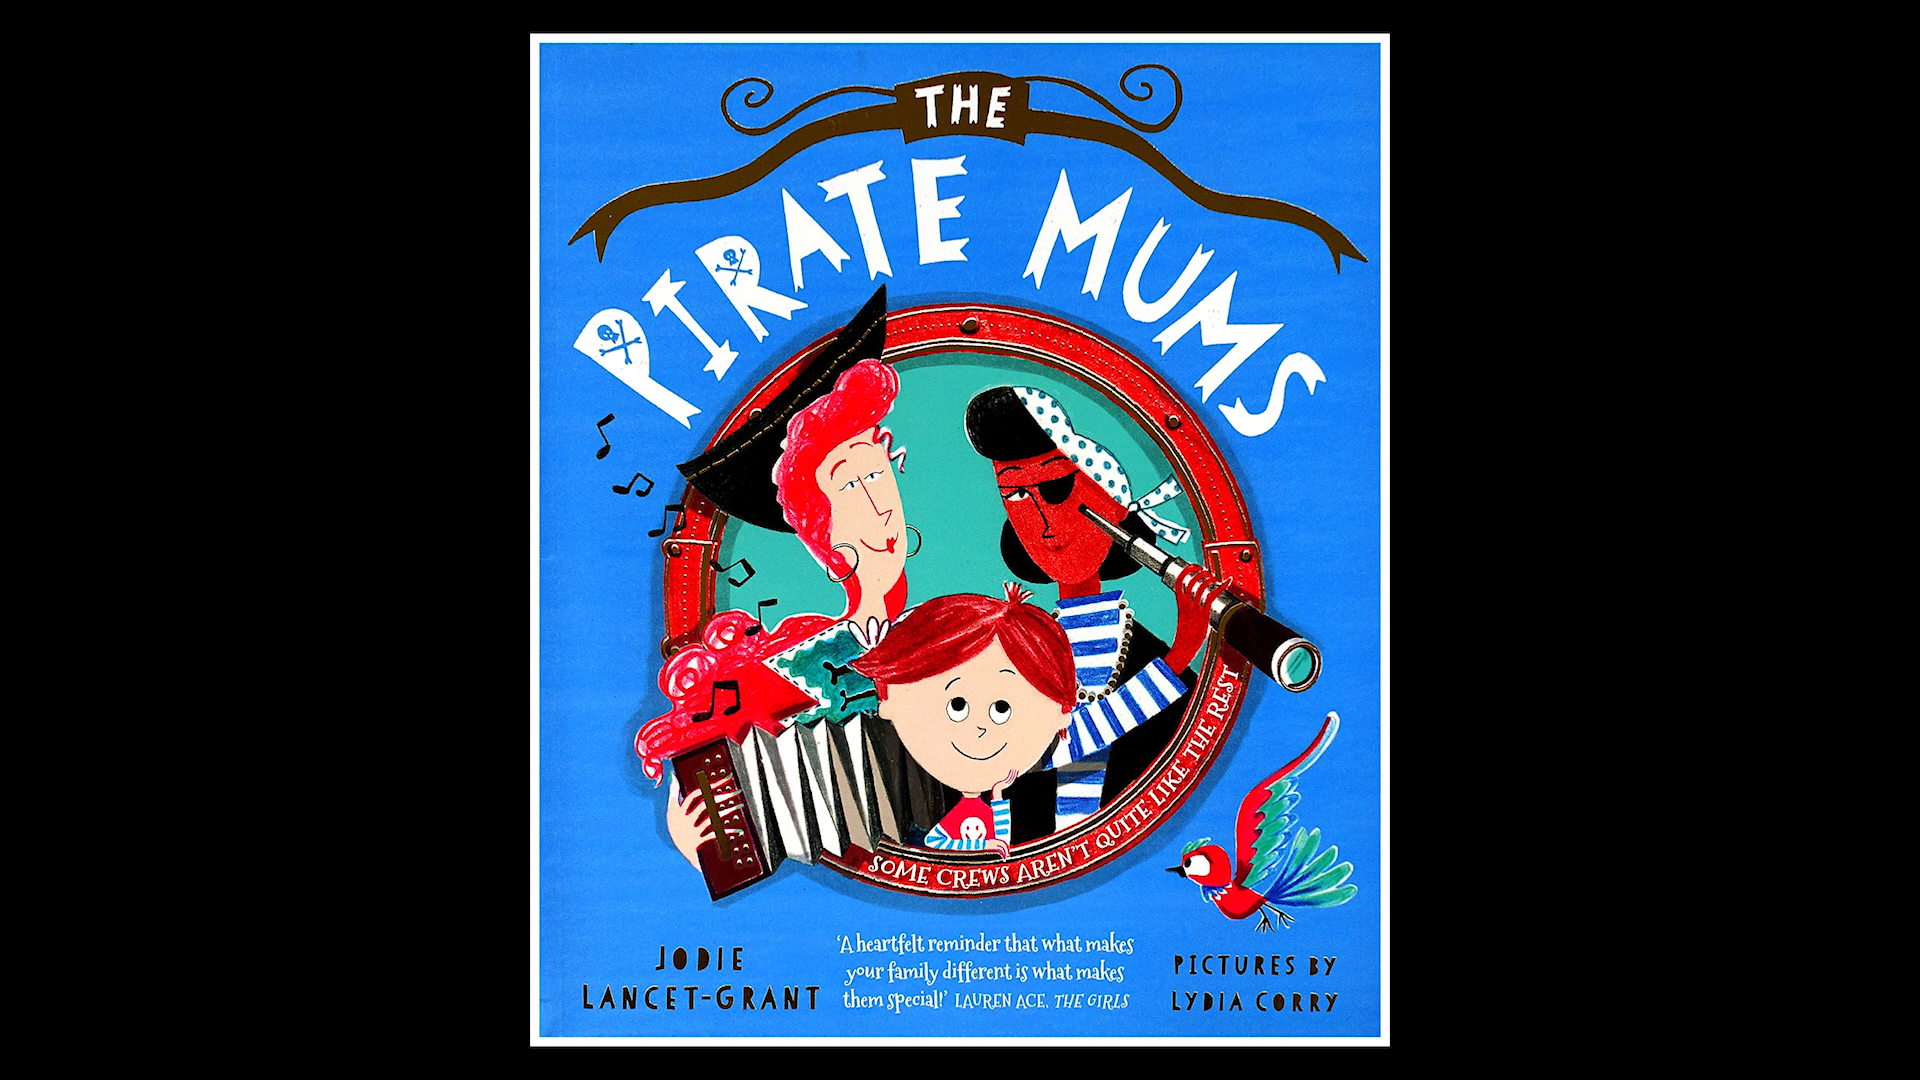 THE
PIRATE MUMS
SOME CREWS AREN'T QUITE LIKE THE REST
JODIE
LANCET-GRANT
'A heartfelt reminder that what makes
your family different is what makes
them special!' LAUREN ACE, THE GIRLS
PICTURES BY
LYDIA CORRY